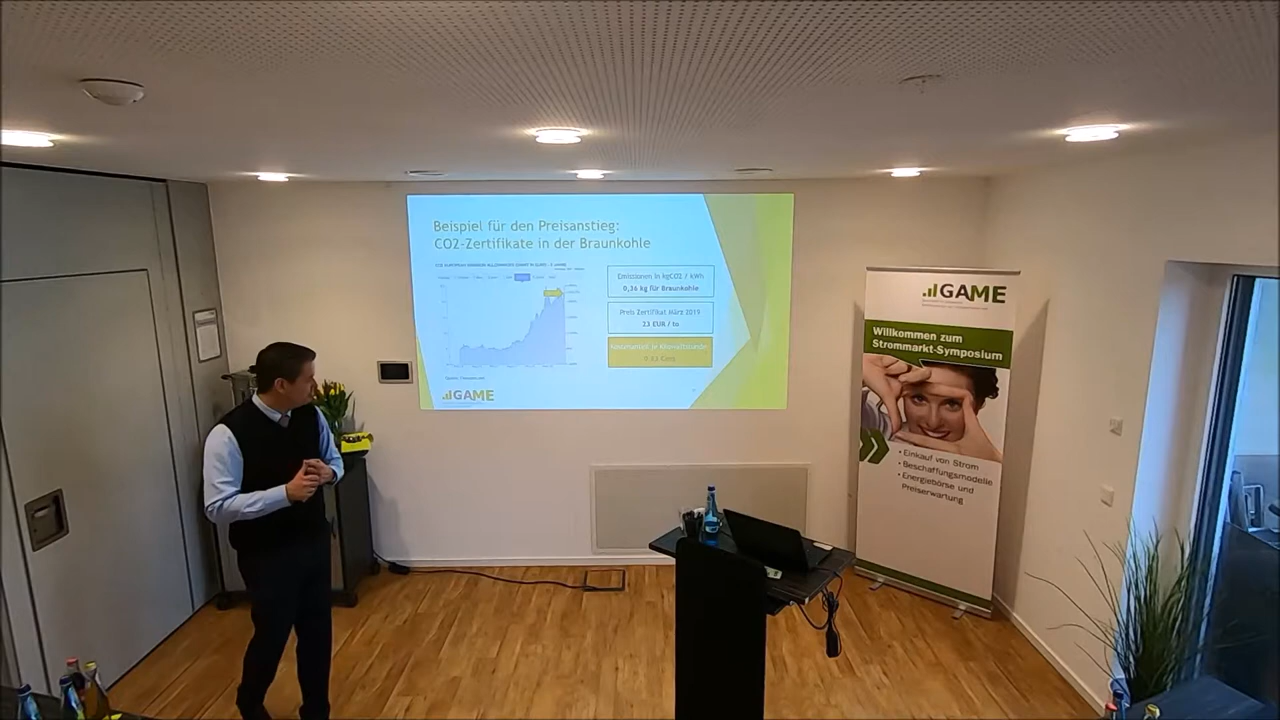 Beispiel für den Preisanstieg:
CO2-Zertifikate in der Braunkohle
Emissionen in kgCO2 / kWh
0,36 kg für Braunkohle
Preis Zertifikat März 2019
23 EUR / to
GAME
GAME
Willkommen zum
Strommarkt-Symposium
• Einkauf von Strom
• Beschaffungsmodelle
• Energiebörse und
Preiserwartung